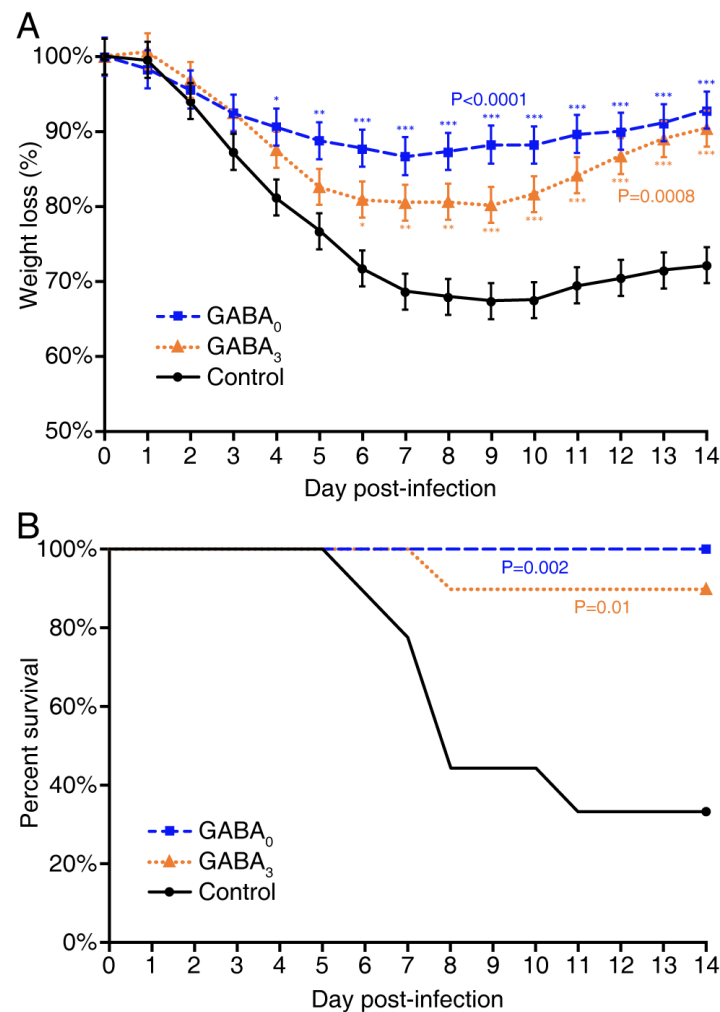 A
100%
90%
80%
70%
60%
50%
Weight loss (%)
* ** *** *** *** *** *** *** *** *** ***
P<0.0001
* ** ** *** *** *** *** *** ***
P=0.0008
GABA₀
GABA₃
Control
0 1 2 3 4 5 6 7 8 9 10 11 12 13 14
Day post-infection
B
100%
80%
60%
40%
20%
0%
Percent survival
P=0.002
P=0.01
GABA₀
GABA₃
Control
0 1 2 3 4 5 6 7 8 9 10 11 12 13 14
Day post-infection